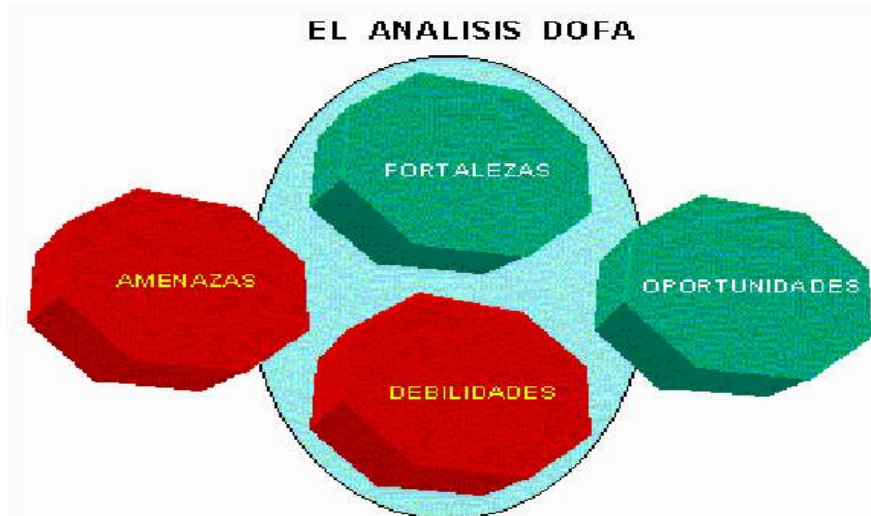 EL ANALISIS DOFA
FORTALEZAS
AMENAZAS
OPORTUNIDADES
DEBILIDADES